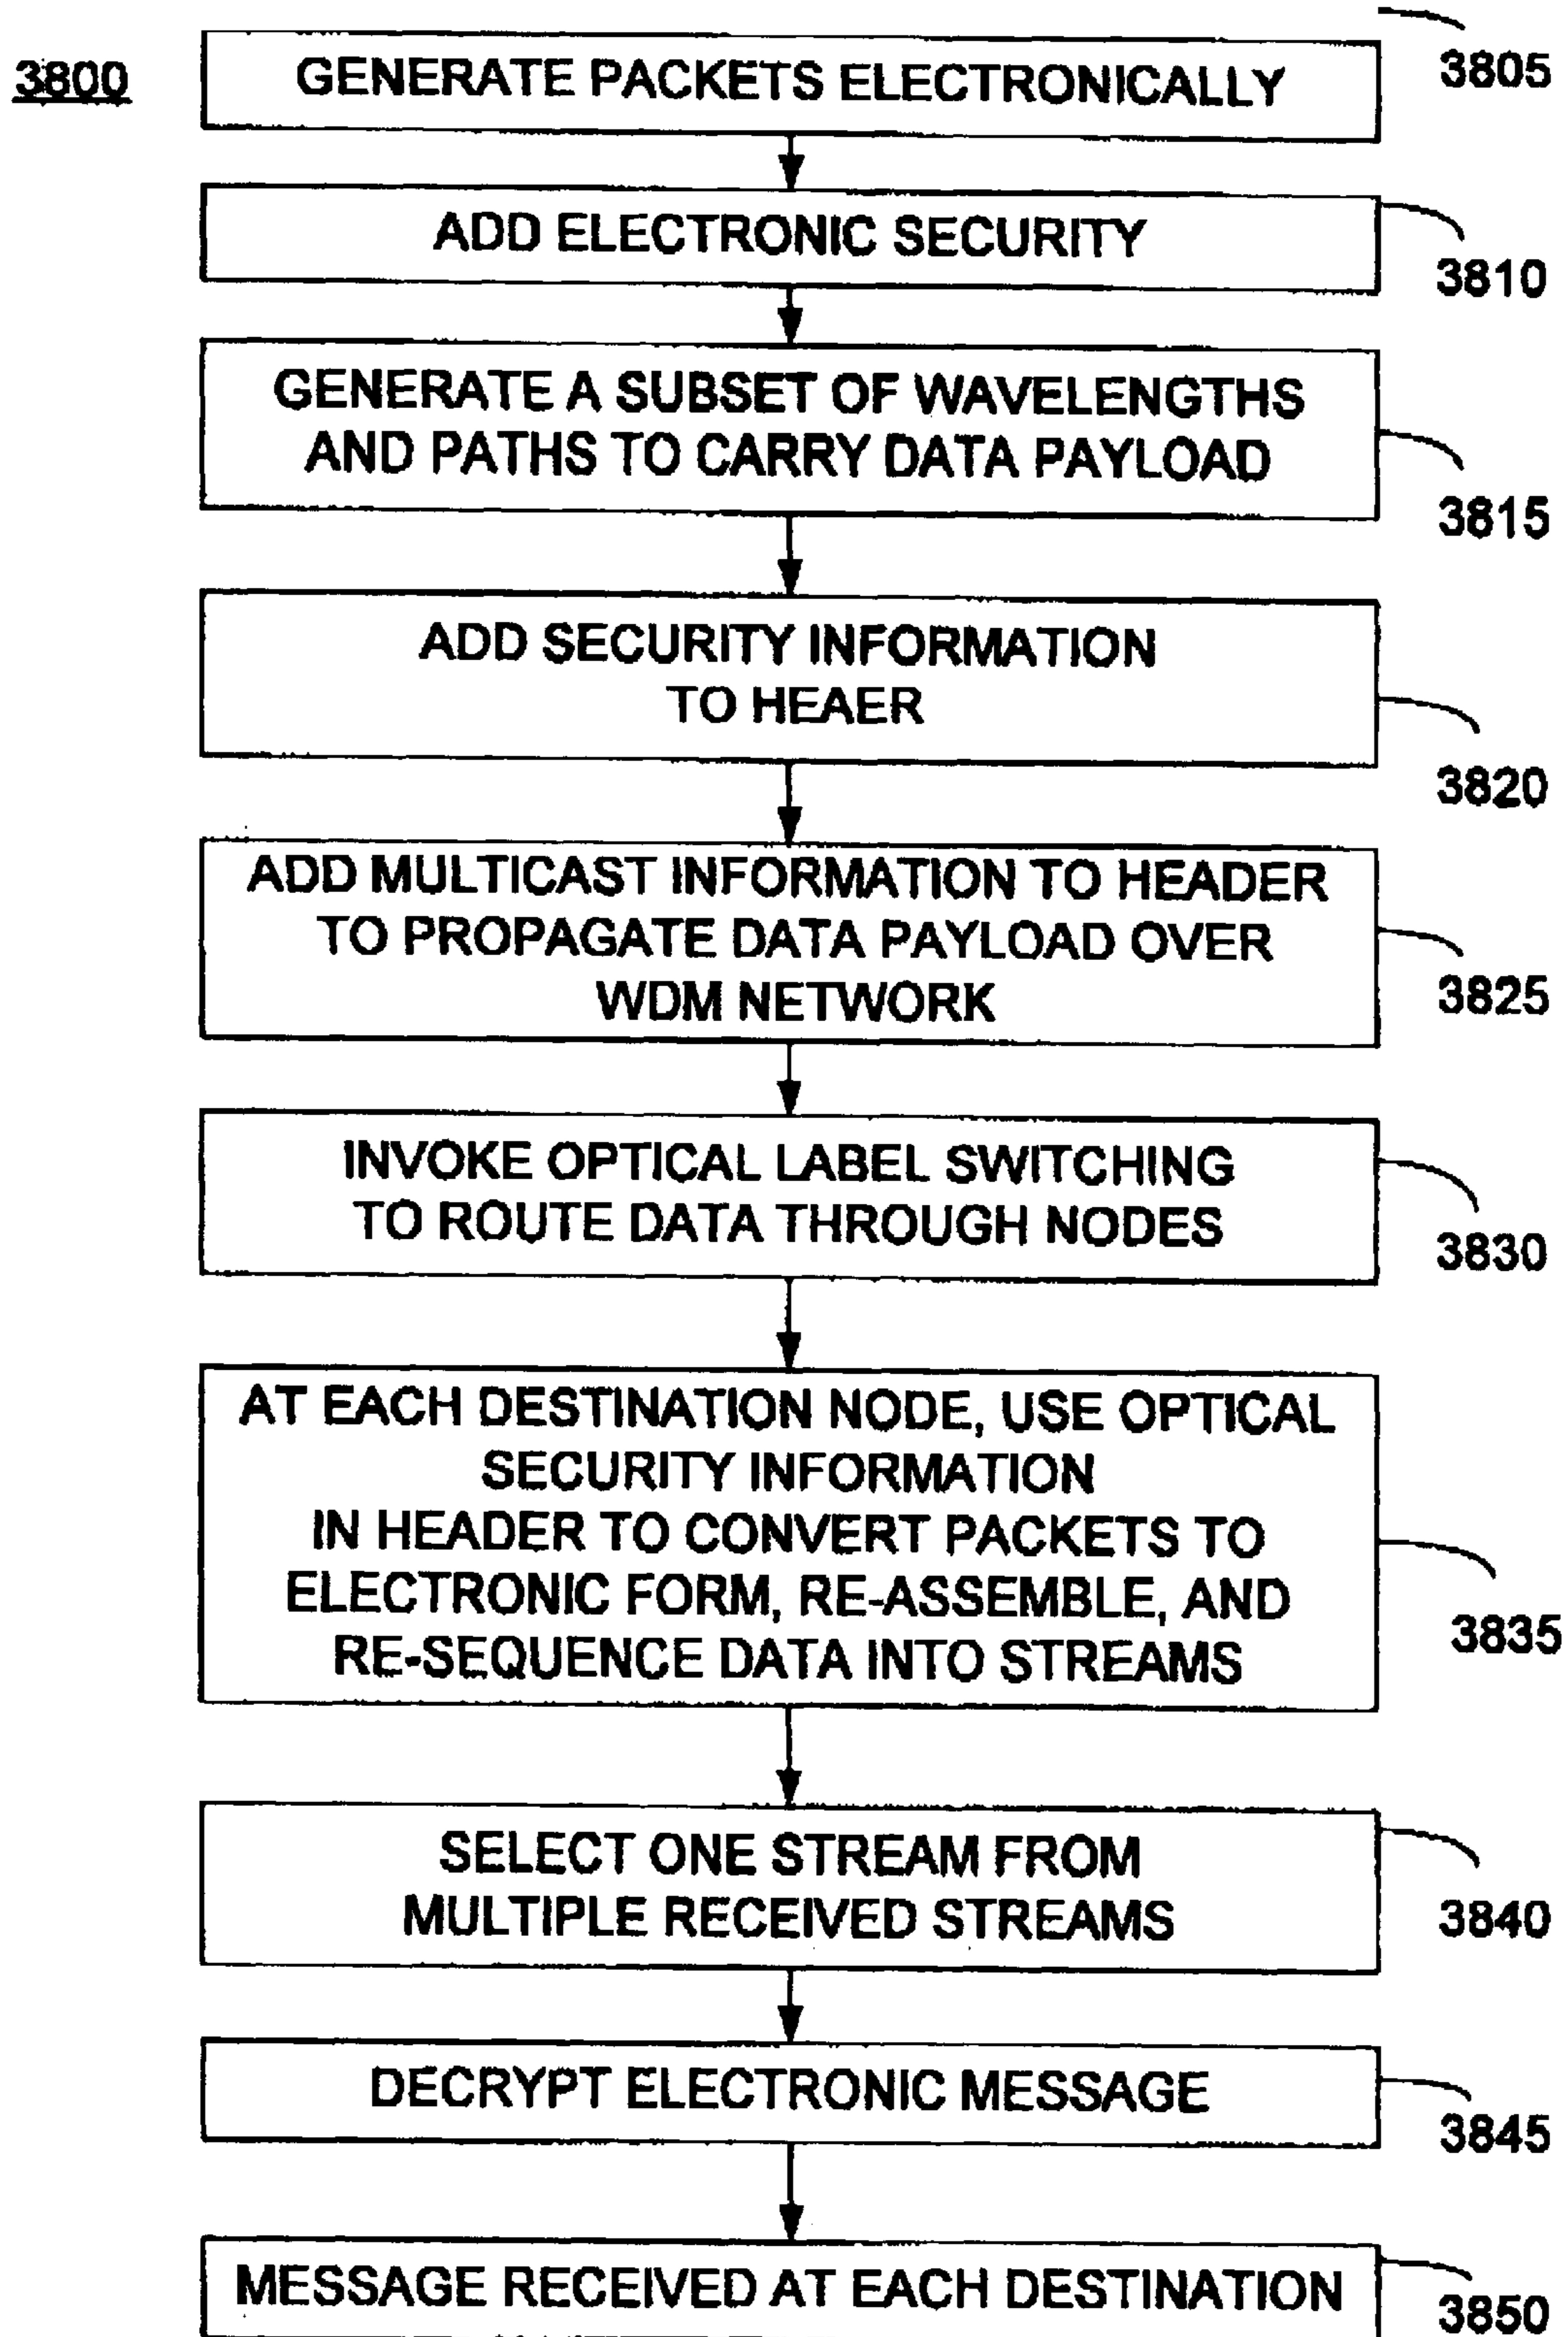 3800
GENERATE PACKETS ELECTRONICALLY
3805
ADD ELECTRONIC SECURITY
3810
GENERATE A SUBSET OF WAVELENGTHS
AND PATHS TO CARRY DATA PAYLOAD
3815
ADD SECURITY INFORMATION
TO HEAER
3820
ADD MULTICAST INFORMATION TO HEADER
TO PROPAGATE DATA PAYLOAD OVER
WDM NETWORK
3825
INVOKE OPTICAL LABEL SWITCHING
TO ROUTE DATA THROUGH NODES
3830
AT EACH DESTINATION NODE, USE OPTICAL
SECURITY INFORMATION
IN HEADER TO CONVERT PACKETS TO
ELECTRONIC FORM, RE-ASSEMBLE, AND
RE-SEQUENCE DATA INTO STREAMS
3835
SELECT ONE STREAM FROM
MULTIPLE RECEIVED STREAMS
3840
DECRYPT ELECTRONIC MESSAGE
3845
MESSAGE RECEIVED AT EACH DESTINATION
3850